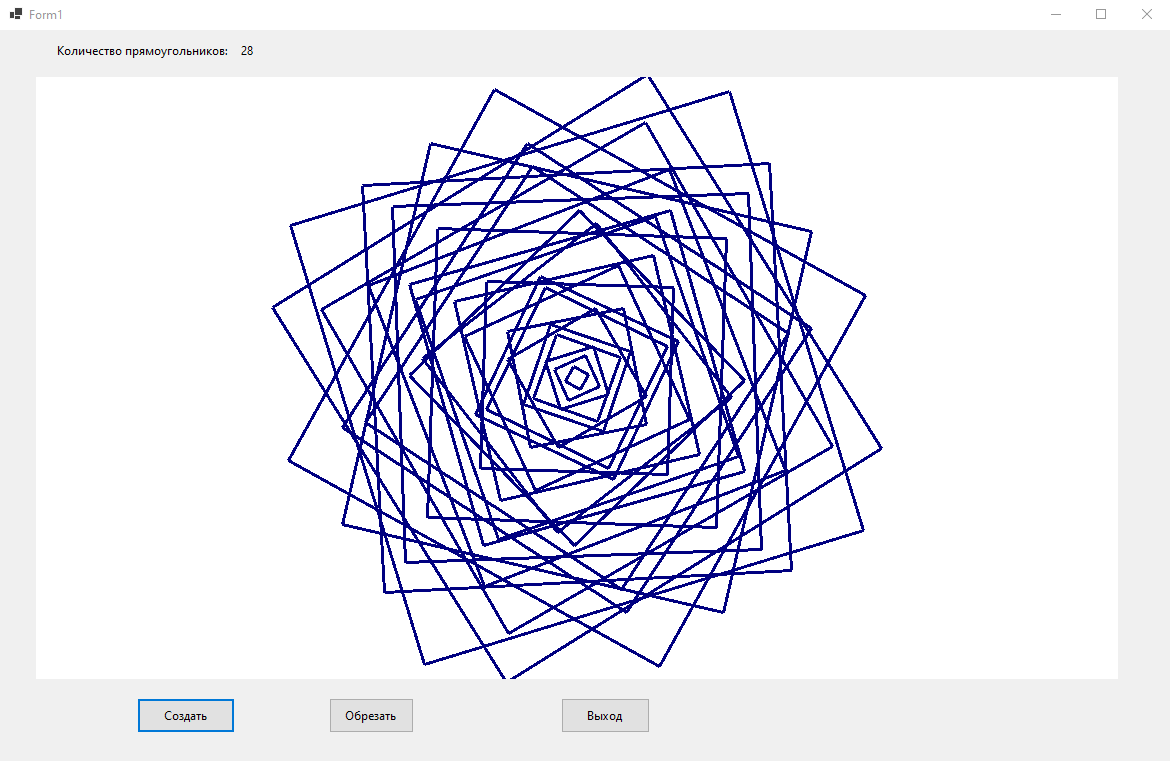 Form1
Количество прямоугольников: 28
Создать
Обрезать
Выход